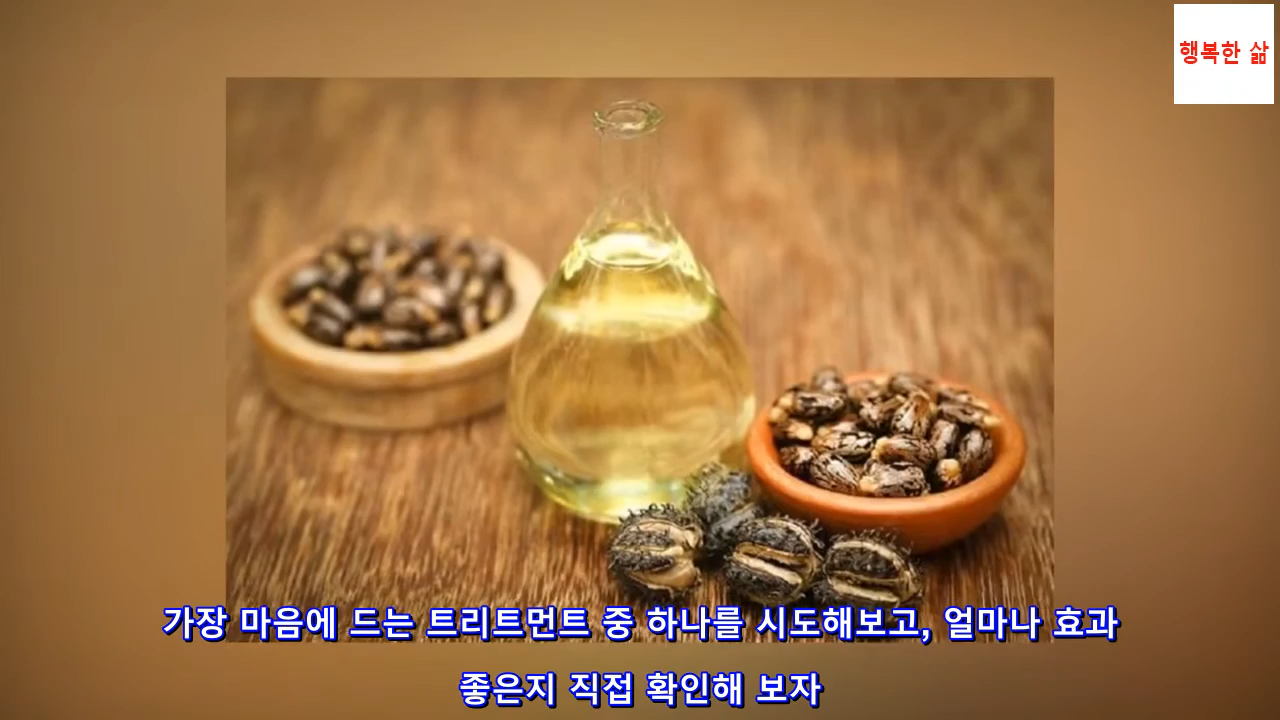 행복한 삶
가장 마음에 드는 트리트먼트 중 하나를 시도해보고, 얼마나 효과
좋은지 직접 확인해 보자